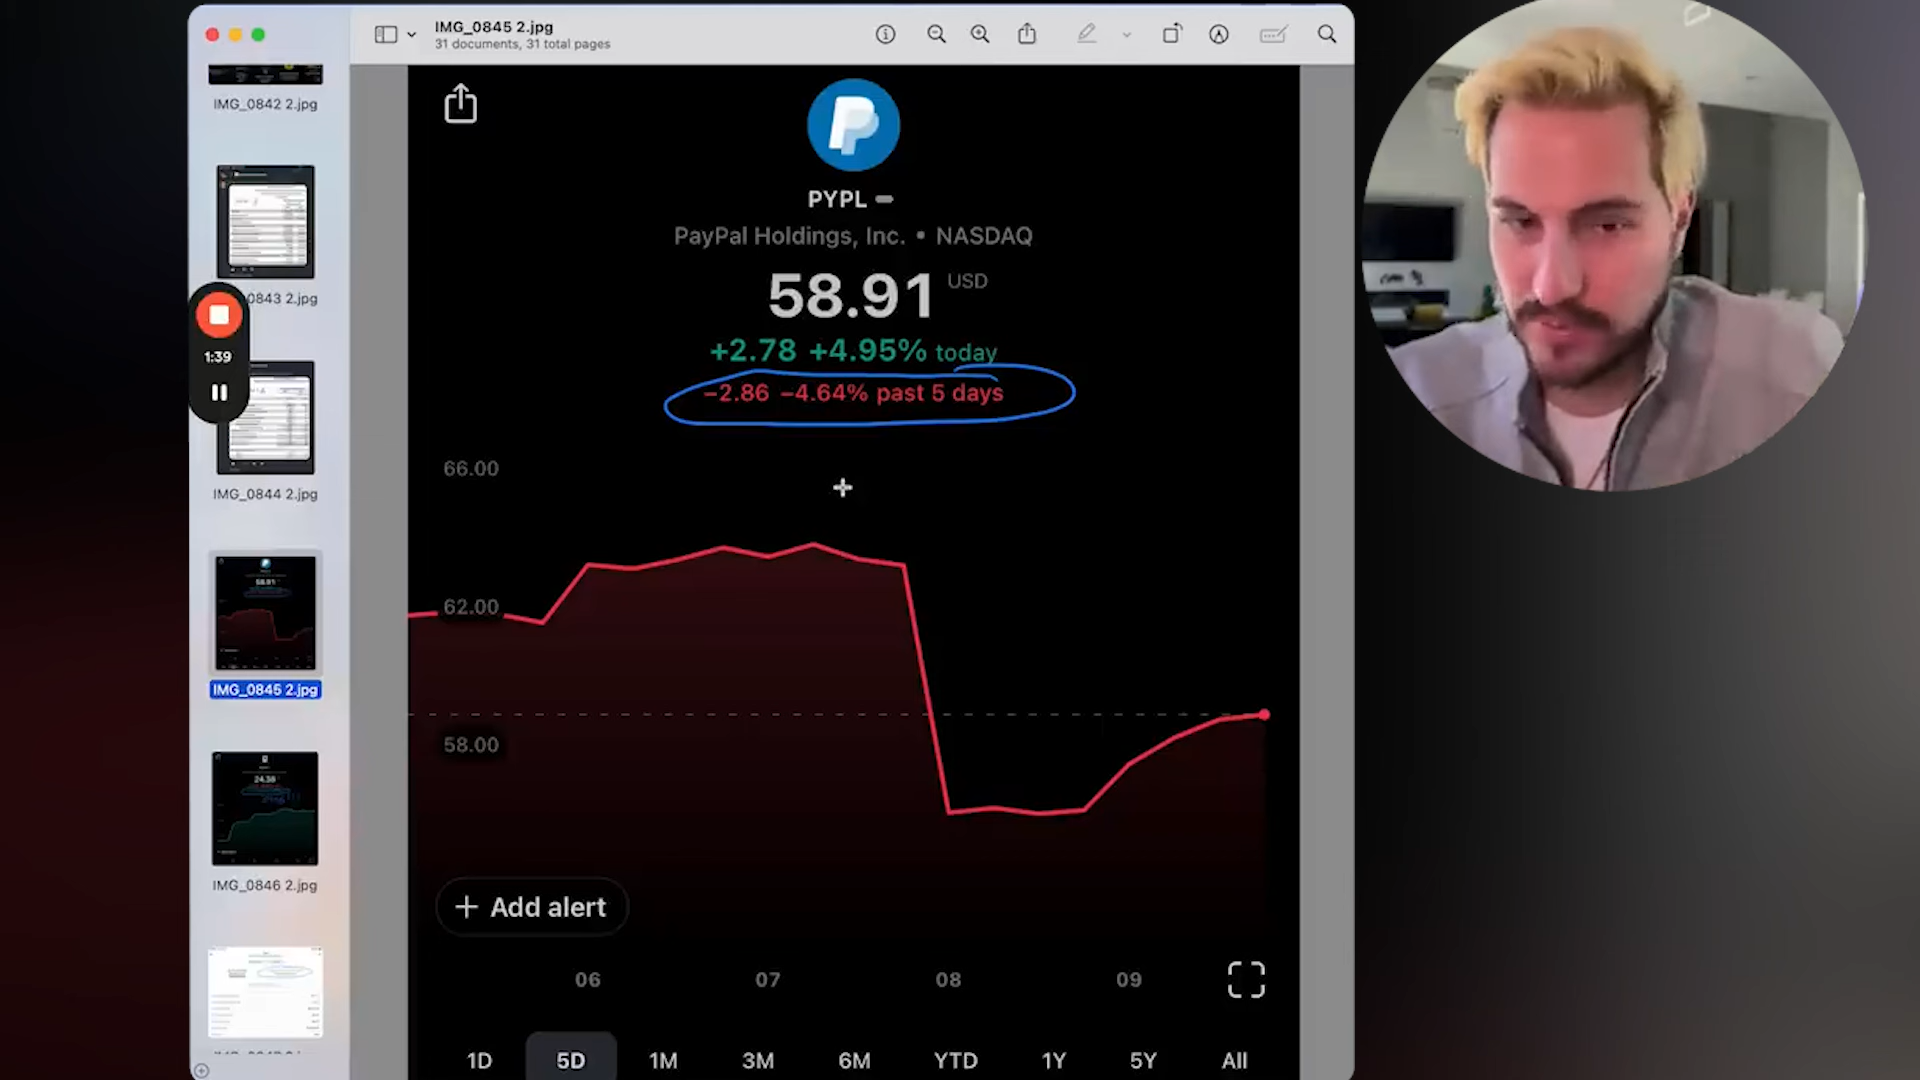 IMG_0845 2.jpg
31 documents, 31 total pages
IMG_0842 2.jpg
0843 2.jpg
1:39
IMG_0844 2.jpg
IMG_0845 2.jpg
IMG_0846 2.jpg
PYPL
PayPal Holdings, Inc. • NASDAQ
58.91 USD
+2.78 +4.95% today
−2.86 −4.64% past 5 days
66.00
62.00
58.00
+ Add alert
06 07 08 09
1D 5D 1M 3M 6M YTD 1Y 5Y All